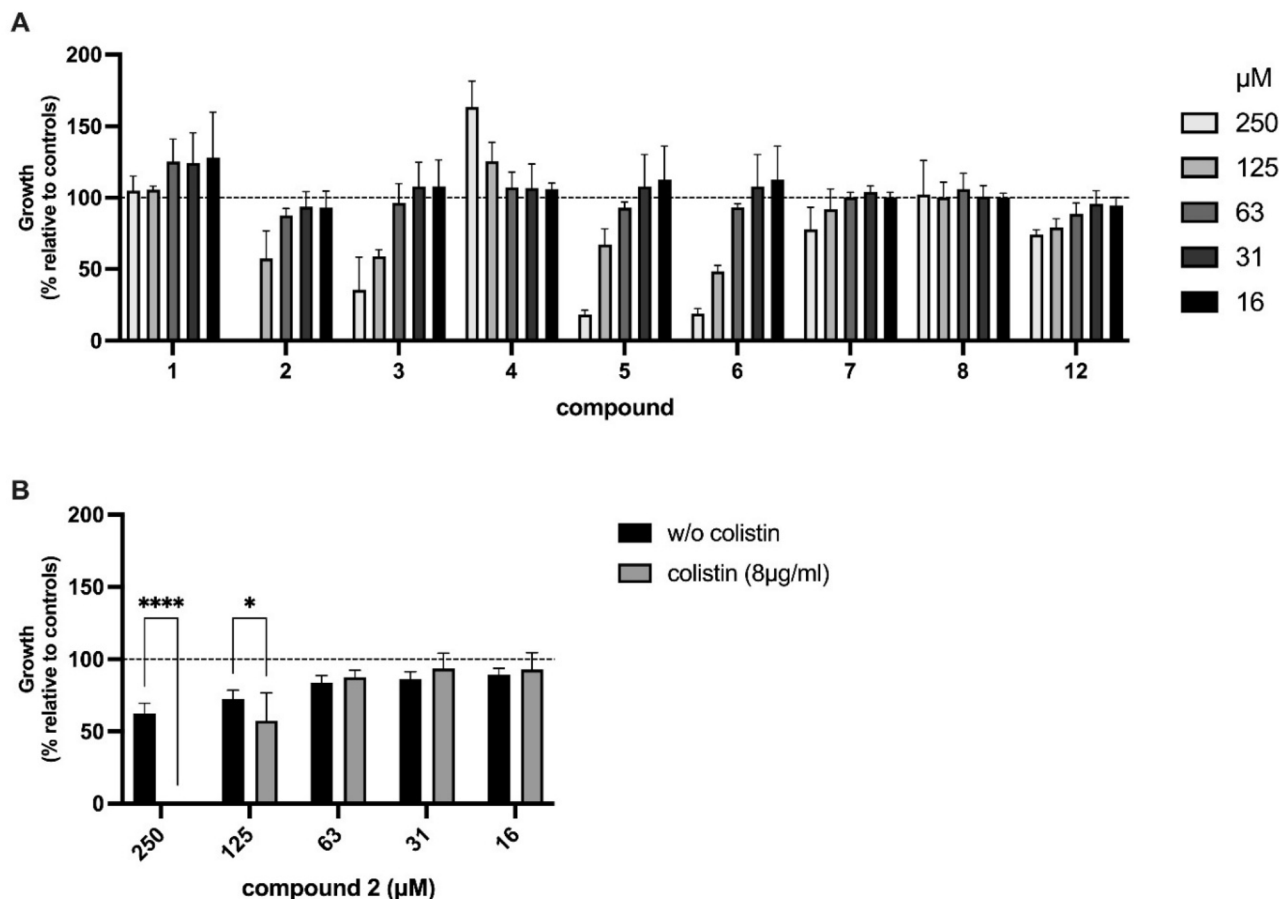 A
Growth
(% relative to controls)
200
150
100
50
0
1 2 3 4 5 6 7 8 12
compound
µM
250
125
63
31
16
B
Growth
(% relative to controls)
200
150
100
50
0
**** *
250 125 63 31 16
compound 2 (µM)
w/o colistin
colistin (8µg/ml)